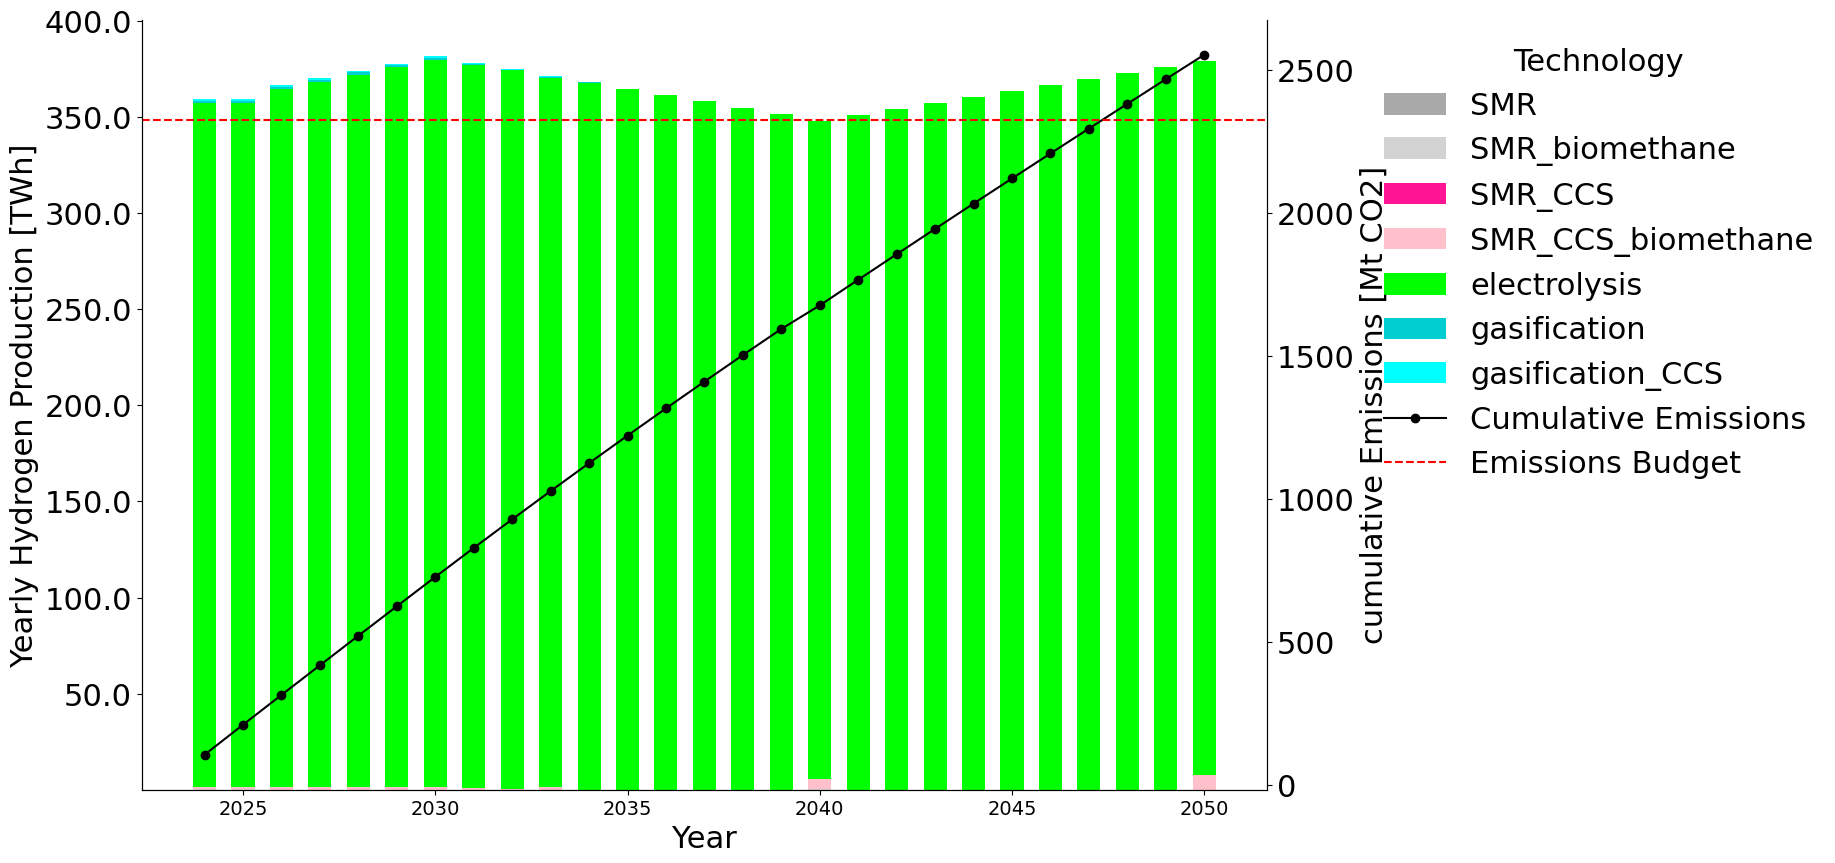 Yearly Hydrogen Production [TWh]
400.0
350.0
300.0
250.0
200.0
150.0
100.0
50.0
2025
2030
2035
2040
2045
2050
Year
2500
2000
1500
1000
500
0
cumulative Emissions [Mt CO2]
Technology
SMR
SMR_biomethane
SMR_CCS
SMR_CCS_biomethane
electrolysis
gasification
gasification_CCS
Cumulative Emissions
Emissions Budget